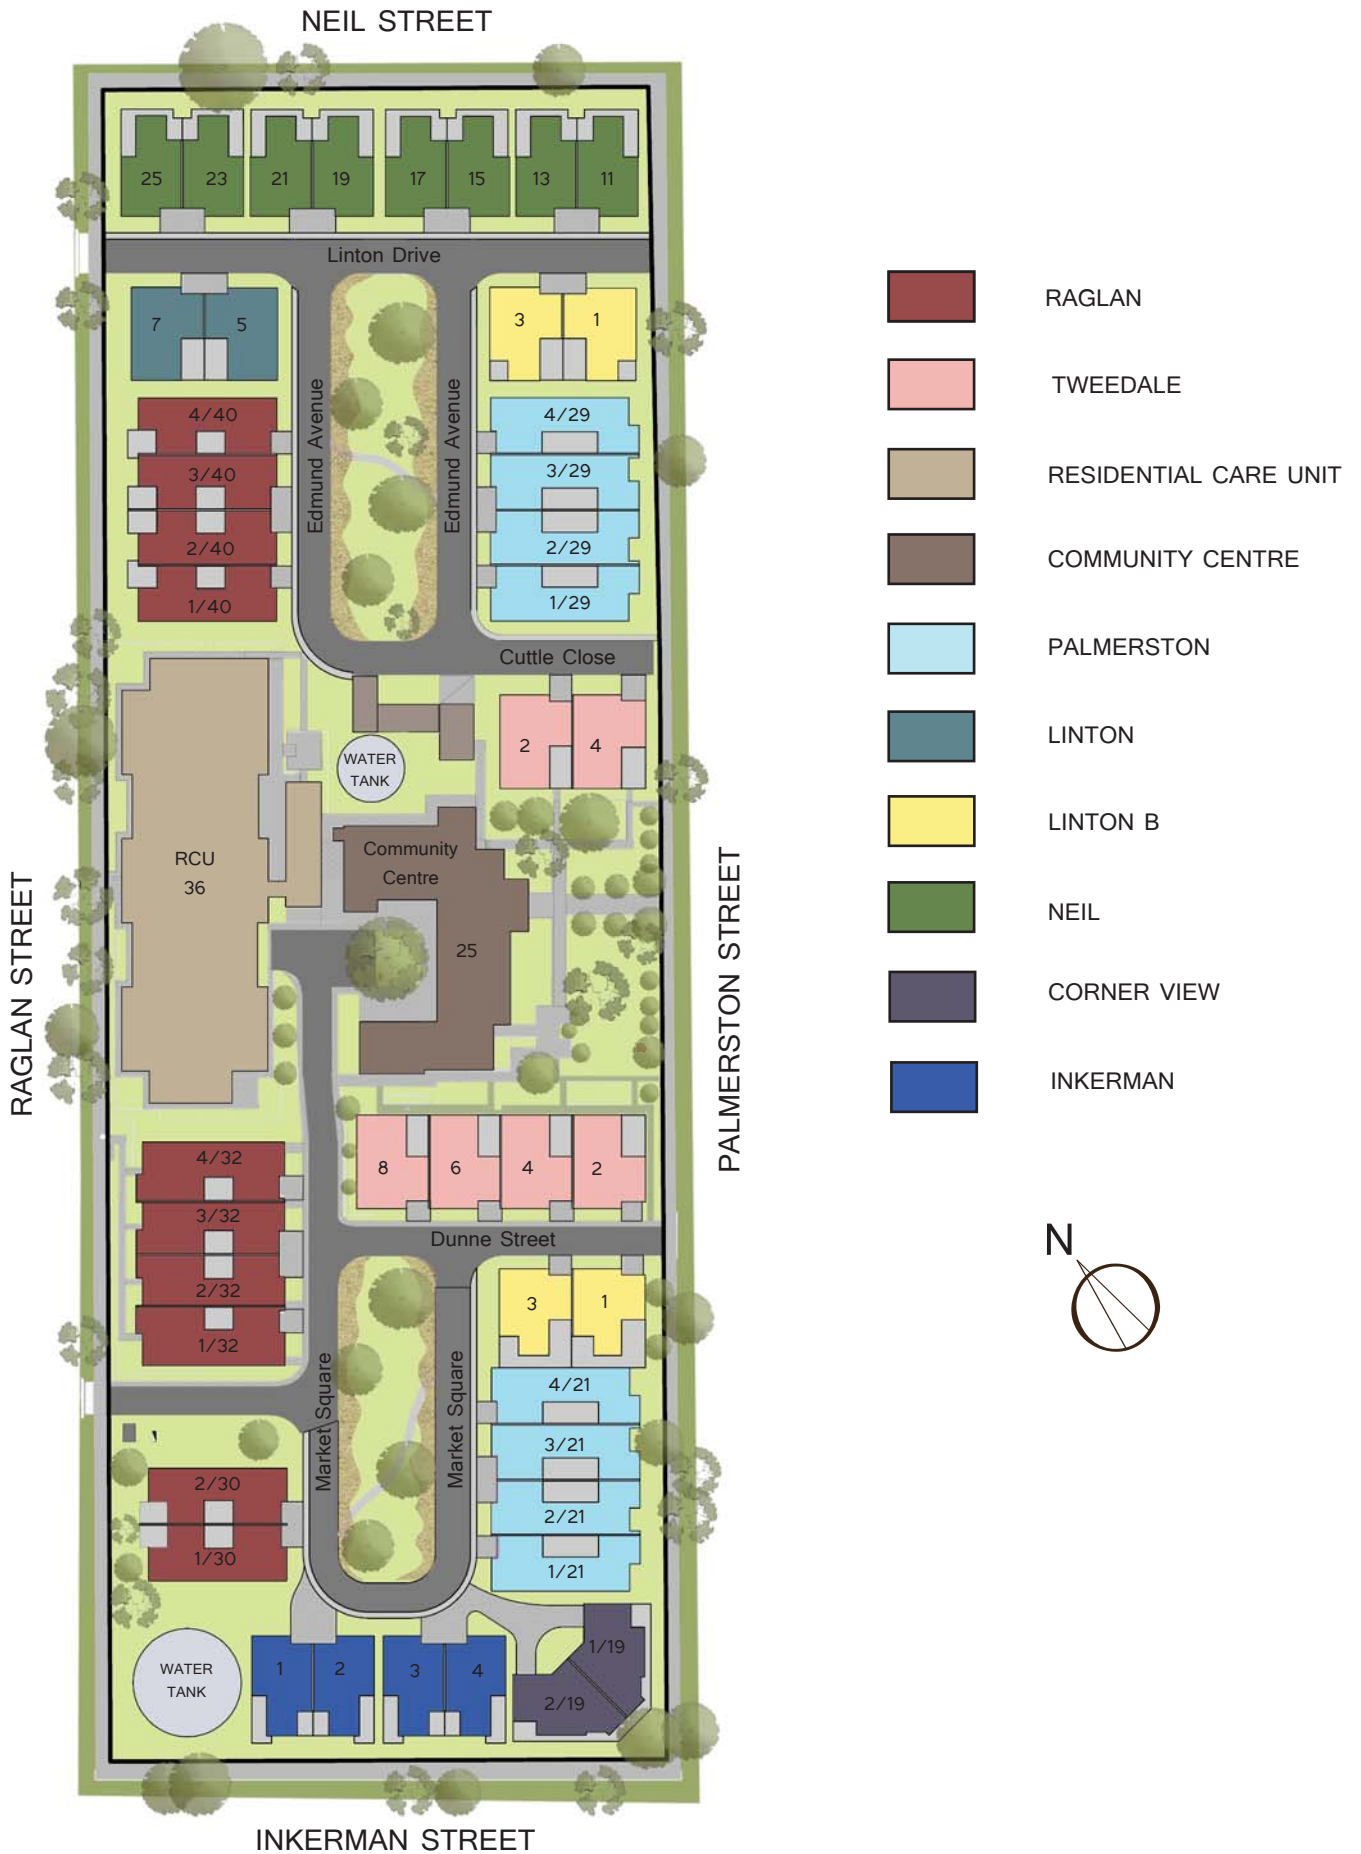 NEIL STREET
25 23 21 19 17 15 13 11
Linton Drive
7 5 3 1
Edmund Avenue
Edmund Avenue
4/40
3/40
2/40
1/40
4/29
3/29
2/29
1/29
Cuttle Close
2 4
WATER
TANK
RCU
36
Community
Centre
25
RAGLAN STREET
PALMERSTON STREET
8 6 4 2
4/32
3/32
2/32
1/32
Dunne Street
3 1
Market Square
Market Square
4/21
3/21
2/21
1/21
2/30
1/30
WATER
TANK
1 2 3 4
1/19
2/19
INKERMAN STREET
RAGLAN
TWEEDALE
RESIDENTIAL CARE UNIT
COMMUNITY CENTRE
PALMERSTON
LINTON
LINTON B
NEIL
CORNER VIEW
INKERMAN
N